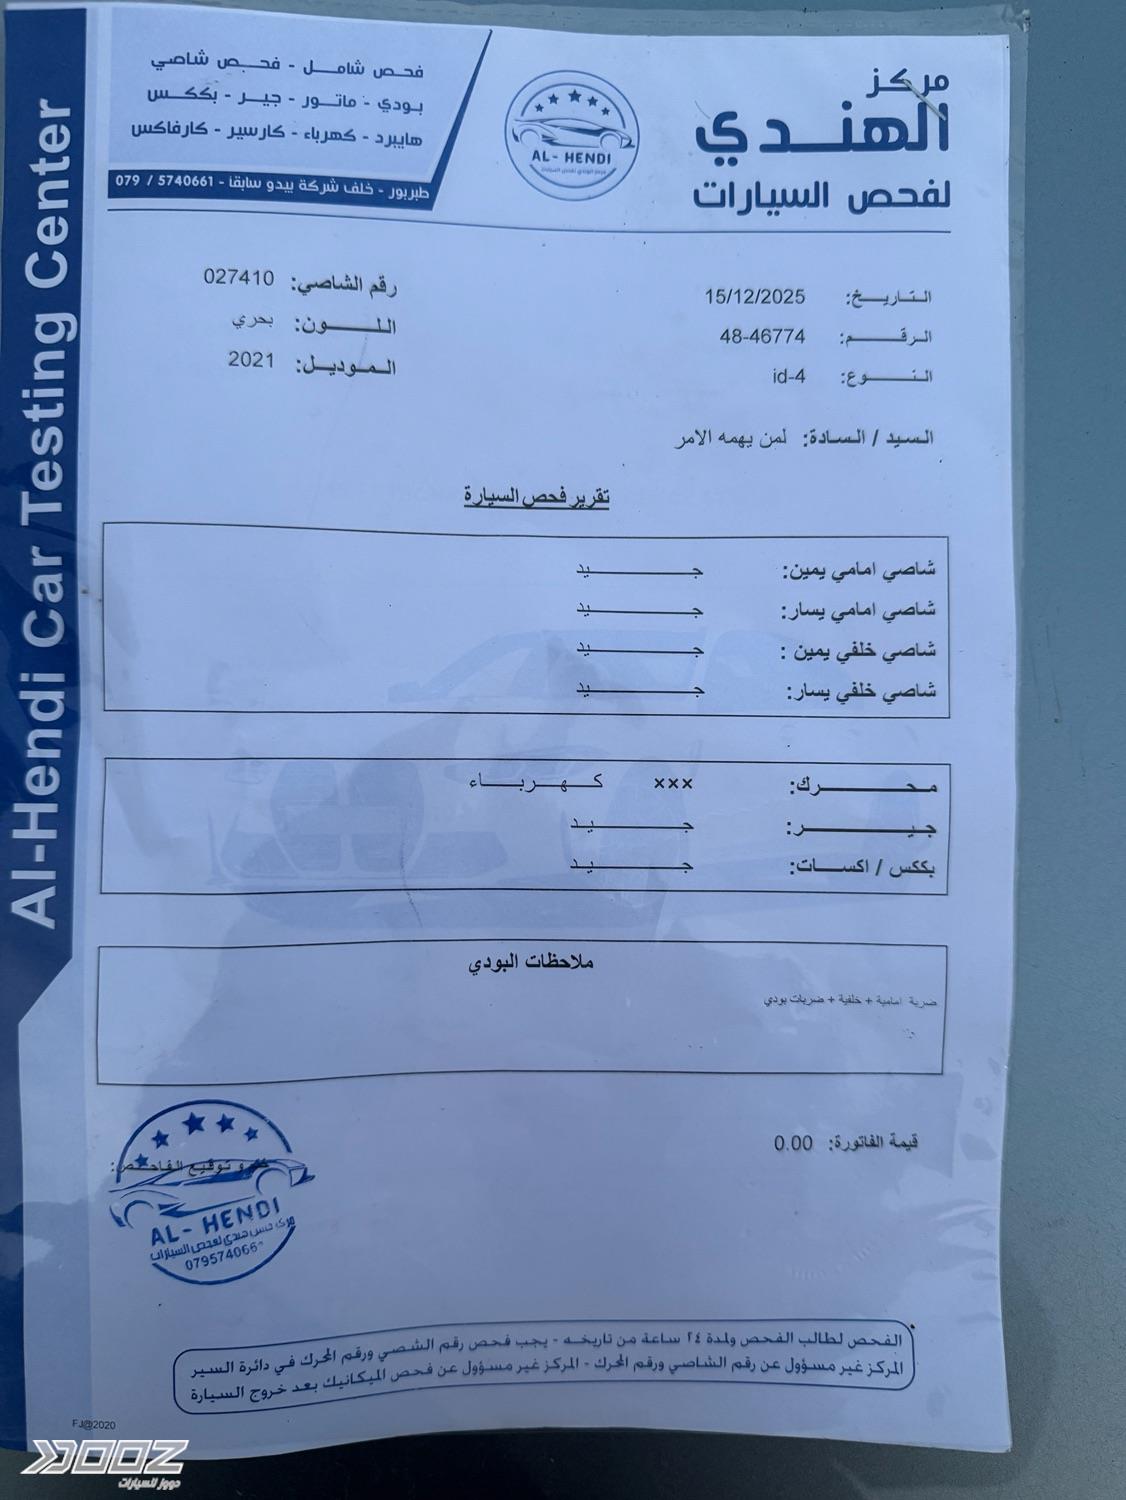 مركز
الهندي
لفحص السيارات
AL- HENDI
فحص شامل - فحص شاصي
بودي - ماتور - جير - بككس
هايبرد - كهرباء - كارسير - كارفاكس
طبربور - خلف شركة بيدو سابقا - 5740661 / 079
Al-Hendi Car Testing Center
التاريخ: 15/12/2025
رقم الشاصي: 027410
الرقم: 48-46774
اللون: بحري
النوع: id-4
الموديل: 2021
السيد / السادة: لمن يهمه الامر
تقرير فحص السيارة
شاصي امامي يمين: جيد
شاصي امامي يسار: جيد
شاصي خلفي يمين : جيد
شاصي خلفي يسار: جيد
محرك: ××× كهرباء
جير: جيد
بككس / اكسات: جيد
ملاحظات البودي
ضربة امامية + خلفية + ضربات بودي
قيمة الفاتورة: 0.00
وتوقيع الفاحص:
AL- HENDI
لفحص السيارات
الفحص لطالب الفحص ولمدة ٢٤ ساعة من تاريخه - يجب فحص رقم الشصي ورقم المحرك في دائرة السير
المركز غير مسؤول عن رقم الشاصي ورقم المحرك - المركز غير مسؤول عن فحص الميكانيك بعد خروج السيارة
FJ@2020
DOOZ
دووز للسيارات